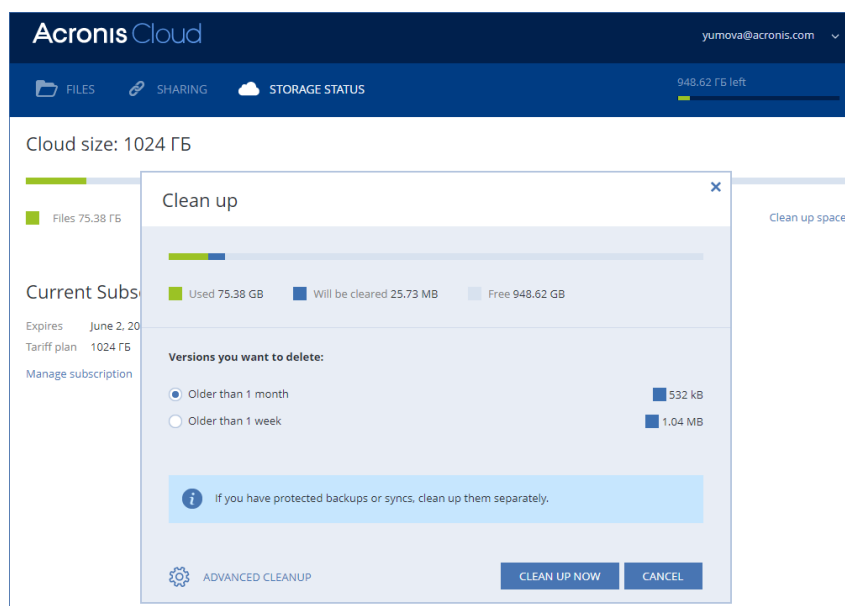 Acronis Cloud
yumova@acronis.com
FILES SHARING STORAGE STATUS
948.62 ГБ left
Cloud size: 1024 ГБ
Files 75.38 ГБ
Clean up space
Current Subs
Expires June 2, 20
Tariff plan 1024 ГБ
Manage subscription
Clean up
Used 75.38 GB Will be cleared 25.73 MB Free 948.62 GB
Versions you want to delete:
Older than 1 month 532 kB
Older than 1 week 1.04 MB
If you have protected backups or syncs, clean up them separately.
ADVANCED CLEANUP CLEAN UP NOW CANCEL